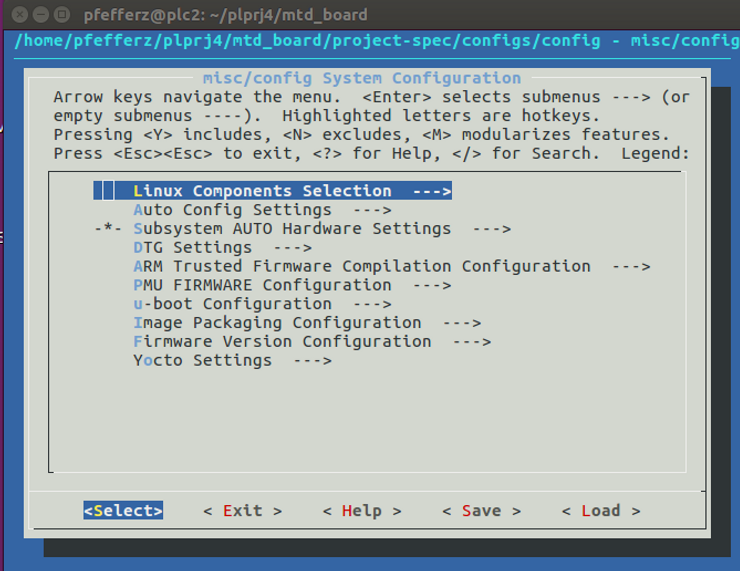 pfefferz@plc2: ~/plprj4/mtd_board
/home/pfefferz/plprj4/mtd_board/project-spec/configs/config - misc/config
misc/config System Configuration
Arrow keys navigate the menu. <Enter> selects submenus ---> (or
empty submenus ----). Highlighted letters are hotkeys.
Pressing <Y> includes, <N> excludes, <M> modularizes features.
Press <Esc><Esc> to exit, <?> for Help, </> for Search. Legend:
Linux Components Selection --->
Auto Config Settings --->
-*- Subsystem AUTO Hardware Settings --->
DTG Settings --->
ARM Trusted Firmware Compilation Configuration --->
PMU FIRMWARE Configuration --->
u-boot Configuration --->
Image Packaging Configuration --->
Firmware Version Configuration --->
Yocto Settings --->
<Select> < Exit > < Help > < Save > < Load >